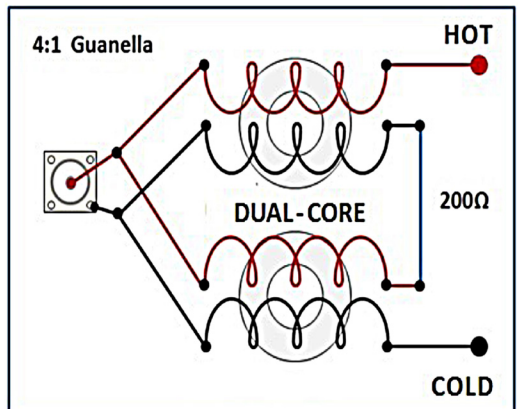 HOT
4:1 Guanella
DUAL-CORE
200Ω
COLD